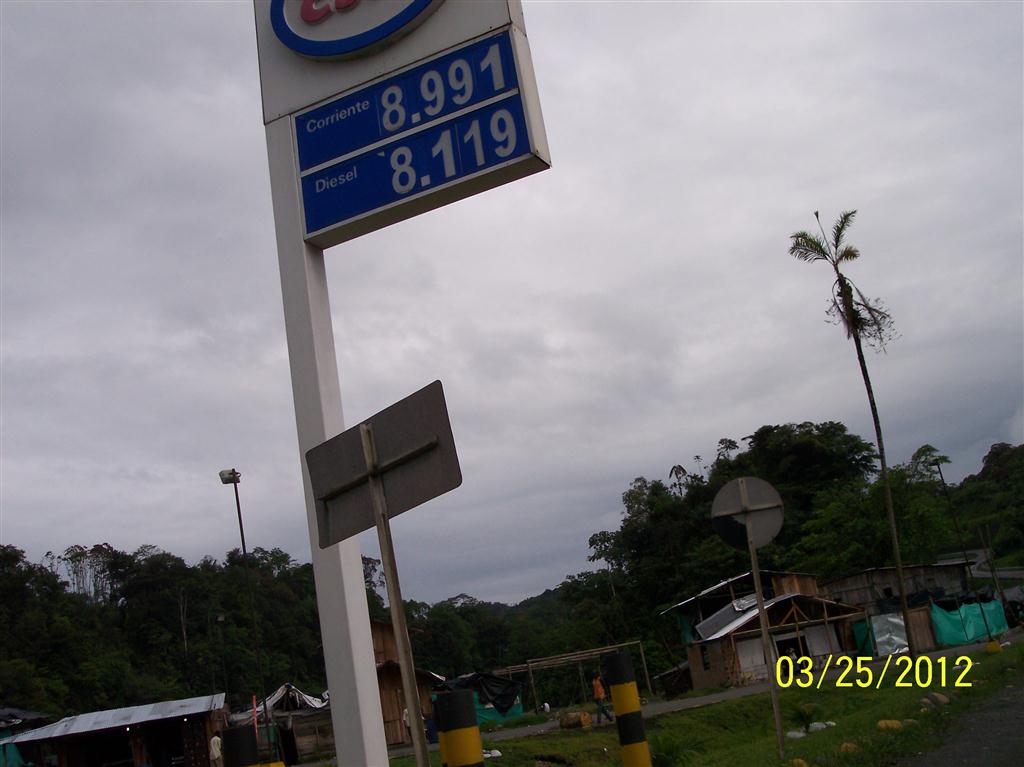 Corriente 8.991
Diesel 8.119
03/25/2012